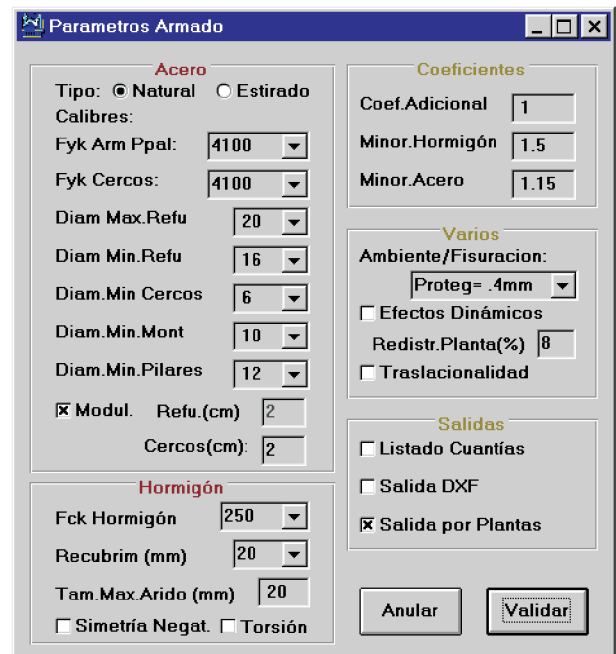 Parametros Armado
Acero
Tipo: Natural Estirado
Calibres:
Fyk Arm Ppal: 4100
Fyk Cercos: 4100
Diam Max.Refu 20
Diam Min.Refu 16
Diam.Min Cercos 6
Diam.Min.Mont 10
Diam.Min.Pilares 12
Modul. Refu.(cm) 2
Cercos(cm): 2
Hormigón
Fck Hormigón 250
Recubrim (mm) 20
Tam.Max.Arido (mm) 20
Simetría Negat. Torsión
Coeficientes
Coef.Adicional 1
Minor.Hormigón 1.5
Minor.Acero 1.15
Varios
Ambiente/Fisuracion:
Proteg= .4mm
Efectos Dinámicos
Redistr.Planta(%) 8
Traslacionalidad
Salidas
Listado Cuantías
Salida DXF
Salida por Plantas
Anular Validar